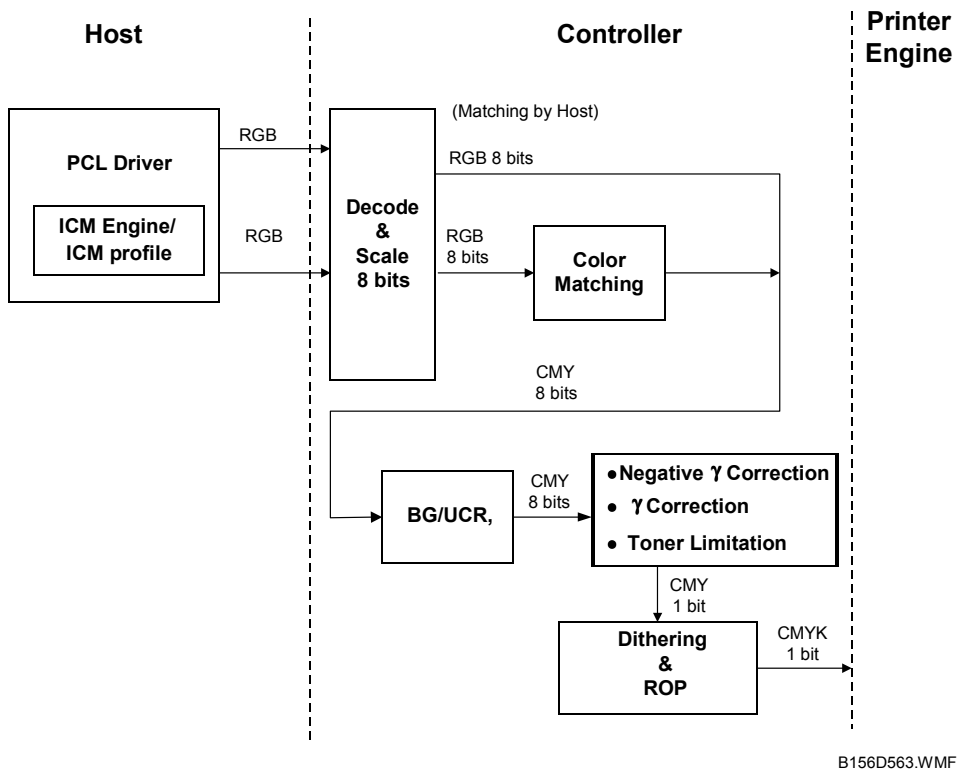 Host
Controller
Printer
Engine
(Matching by Host)
RGB
PCL Driver
RGB 8 bits
ICM Engine/
ICM profile
RGB
Decode
&
Scale
8 bits
RGB
8 bits
Color
Matching
CMY
8 bits
BG/UCR,
CMY
8 bits
●Negative γ Correction
● γ Correction
● Toner Limitation
CMY
1 bit
Dithering
&
ROP
CMYK
1 bit
B156D563.WMF